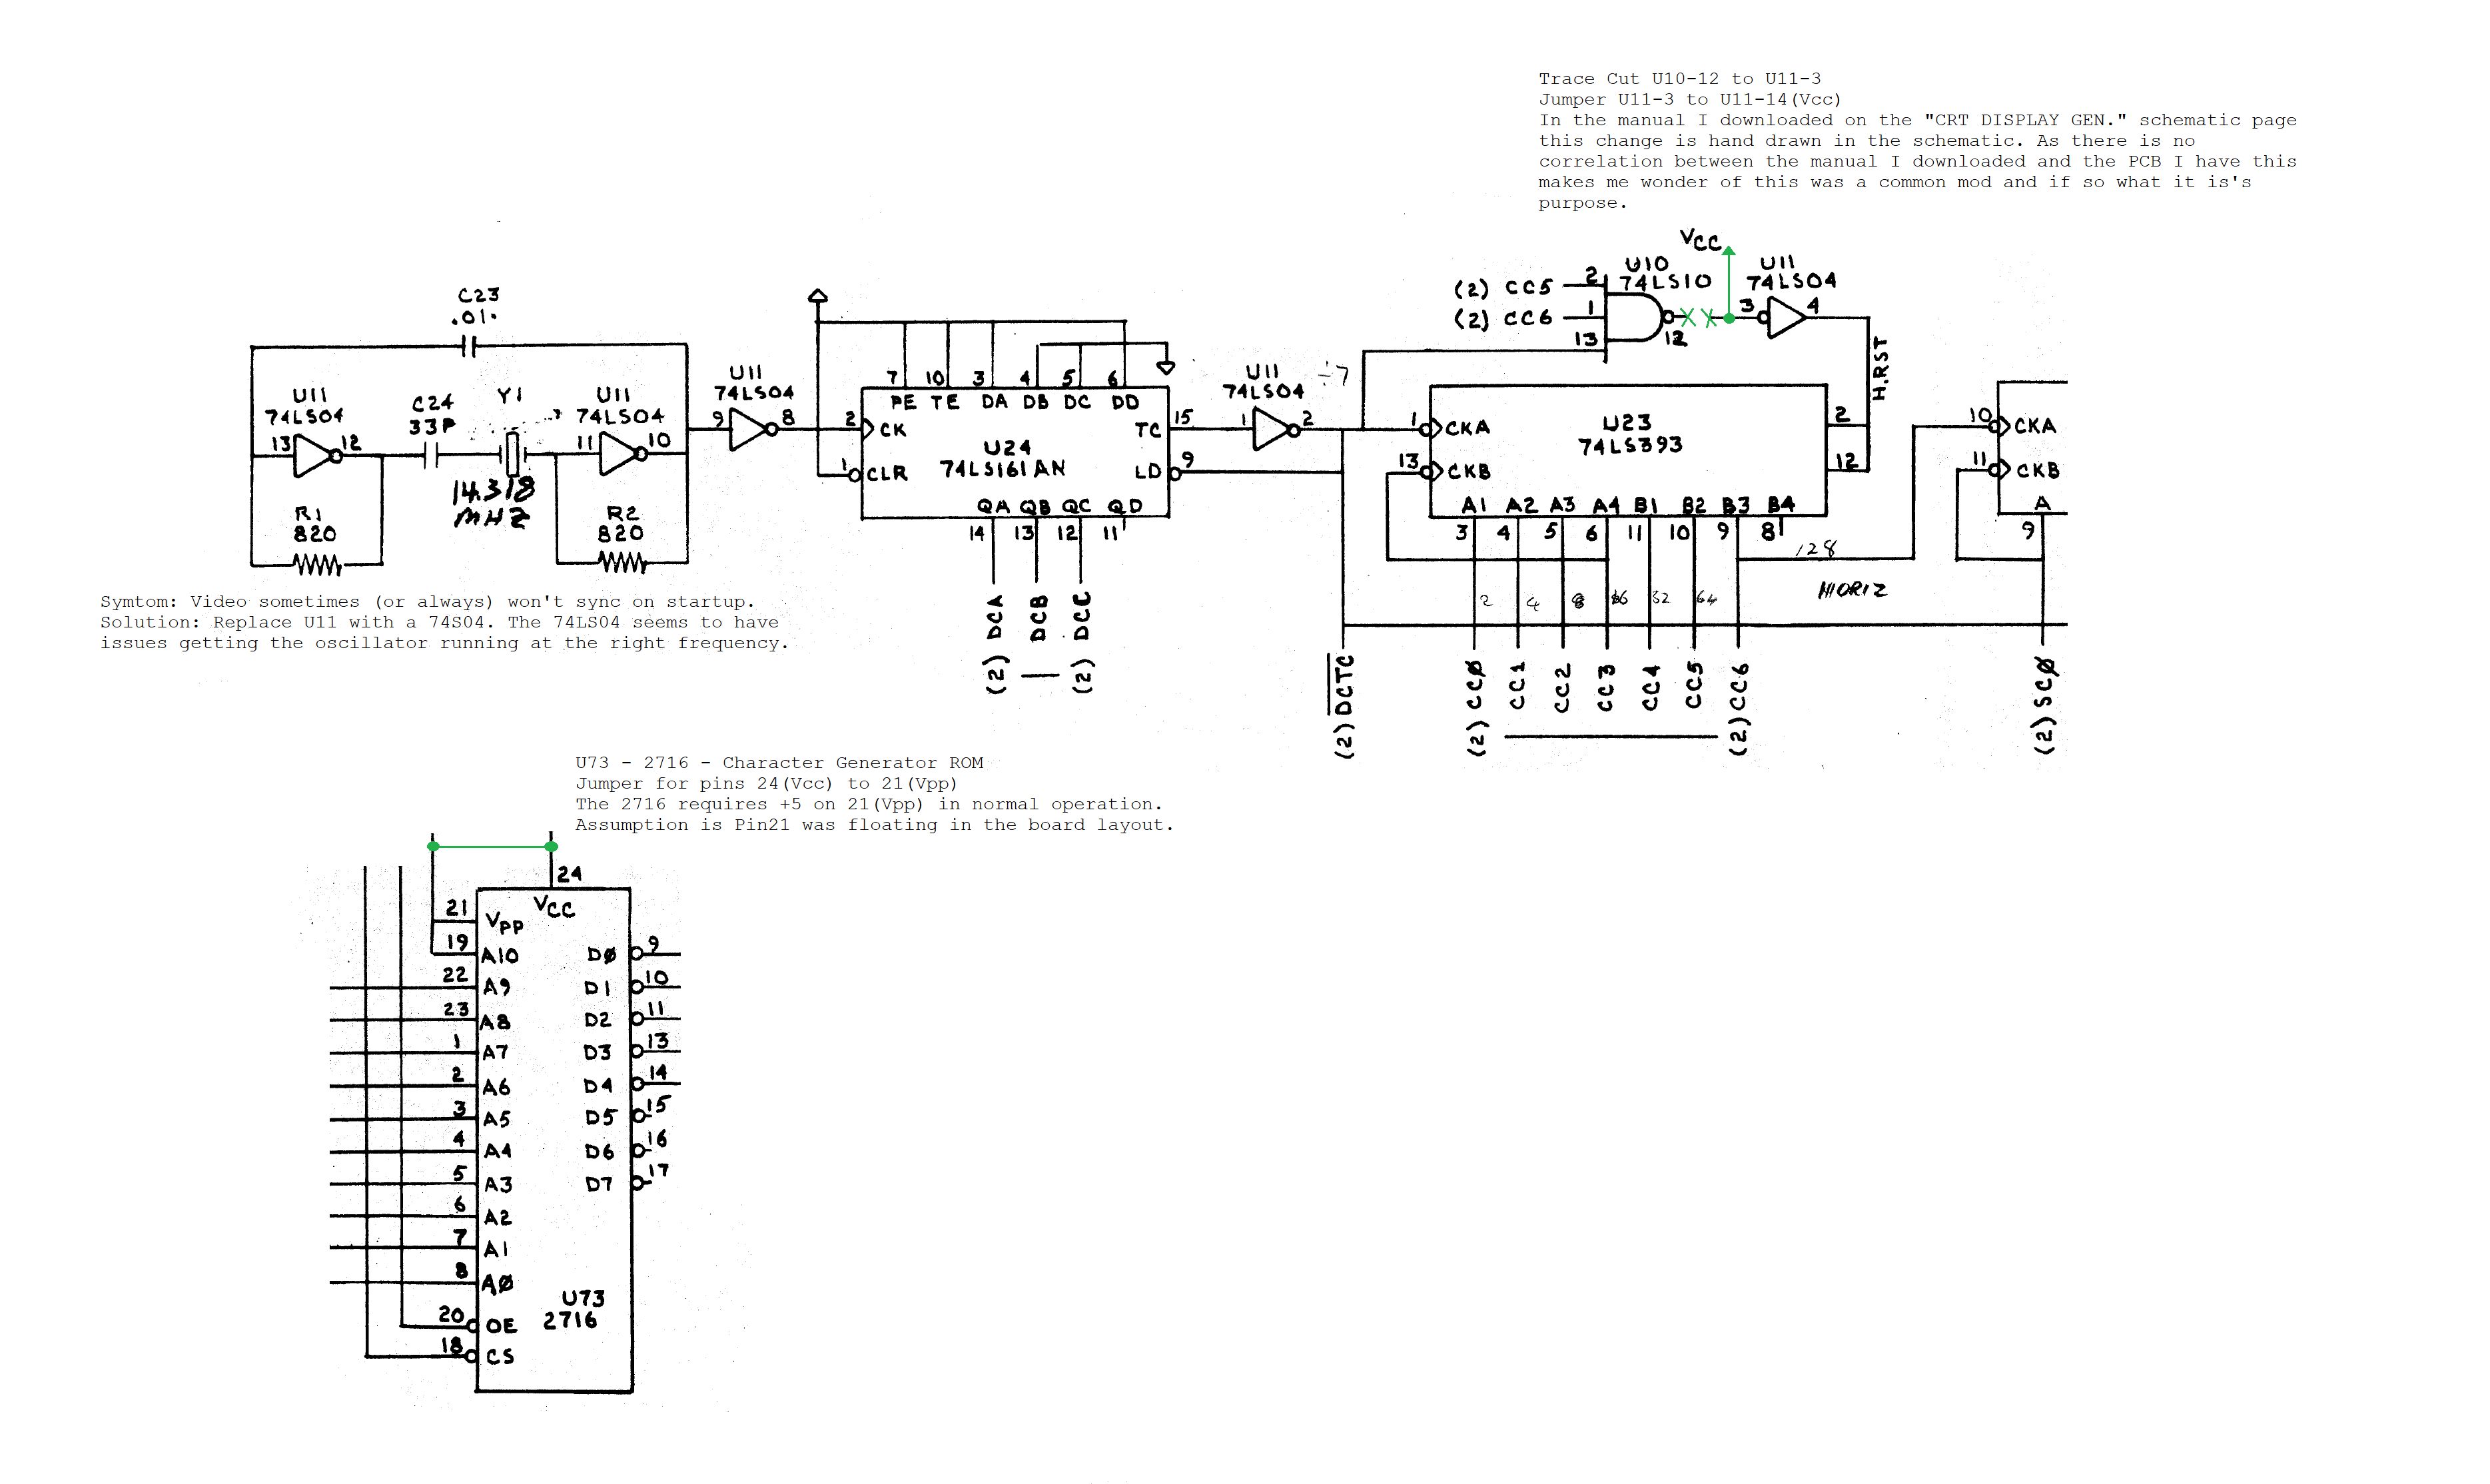 Trace Cut U10-12 to U11-3
Jumper U11-3 to U11-14(Vcc)
In the manual I downloaded on the "CRT DISPLAY GEN." schematic page
this change is hand drawn in the schematic. As there is no
correlation between the manual I downloaded and the PCB I have this
makes me wonder of this was a common mod and if so what it is's
purpose.
VCC
U10
74LS10
U11
74LS04
(2) CC5
2
(2) CC6
1
13
12
3
4
H.RST
C23
.01
U11
74LS04
13
12
C24
33P
Y1
14.318
MHZ
U11
74LS04
11
10
R1
820
R2
820
U11
74LS04
9
8
7 10 3 4 5 6
PE TE DA DB DC DD
2 CK
TC 15
U24
74LS161AN
1 CLR
LD 9
QA QB QC QD
14 13 12 11
(2) DCA
DCB
(2) DCC
U11
74LS04
1
2
÷7
1 CKA
U23
74LS393
2
13 CKB
12
A1 A2 A3 A4 B1 B2 B3 B4
3 4 5 6 11 10 9 8
128
2 4 8 16 32 64
HORIZ
(2) DCTC
(2) CCØ
CC1
CC2
CC3
CC4
CC5
(2) CC6
10 CKA
11 CKB
A
9
(2) SCØ
Symtom: Video sometimes (or always) won't sync on startup.
Solution: Replace U11 with a 74S04. The 74LS04 seems to have
issues getting the oscillator running at the right frequency.
U73 - 2716 - Character Generator ROM
Jumper for pins 24(Vcc) to 21(Vpp)
The 2716 requires +5 on 21(Vpp) in normal operation.
Assumption is Pin21 was floating in the board layout.
24
VCC
21 VPP
19 A10 DØ 9
22 A9 D1 10
23 A8 D2 11
1 A7 D3 13
2 A6 D4 14
3 A5 D5 15
4 A4 D6 16
5 A3 D7 17
6 A2
7 A1
8 AØ
U73
2716
20 OE
18 CS